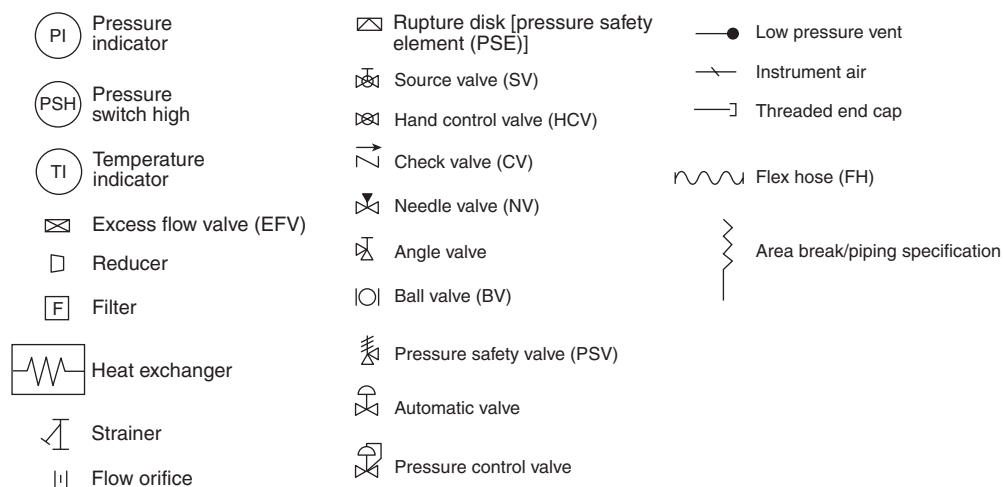 PI
Pressure
indicator
PSH
Pressure
switch high
TI
Temperature
indicator
Excess flow valve (EFV)
Reducer
F
Filter
Heat exchanger
Strainer
Flow orifice
Rupture disk [pressure safety
element (PSE)]
Source valve (SV)
Hand control valve (HCV)
Check valve (CV)
Needle valve (NV)
Angle valve
Ball valve (BV)
Pressure safety valve (PSV)
Automatic valve
Pressure control valve
Low pressure vent
Instrument air
Threaded end cap
Flex hose (FH)
Area break/piping specification